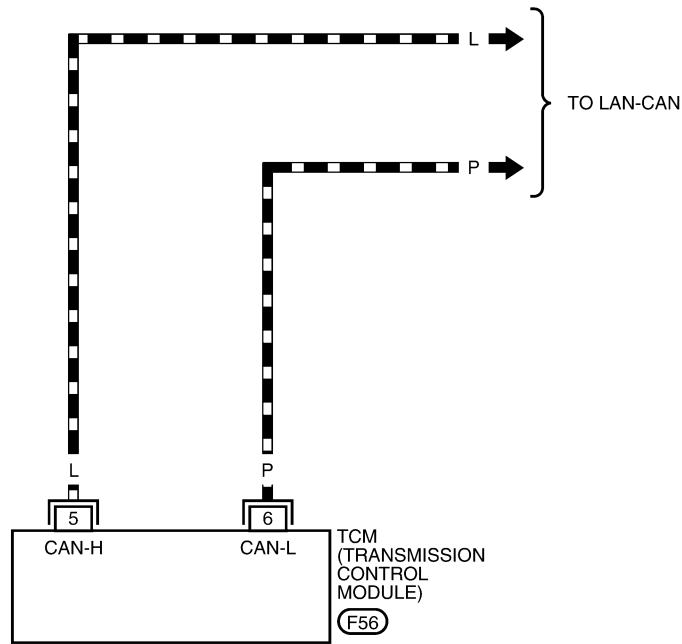 L
TO LAN-CAN
P
L
P
5
6
CAN-H
CAN-L
TCM
(TRANSMISSION
CONTROL
MODULE)
F56